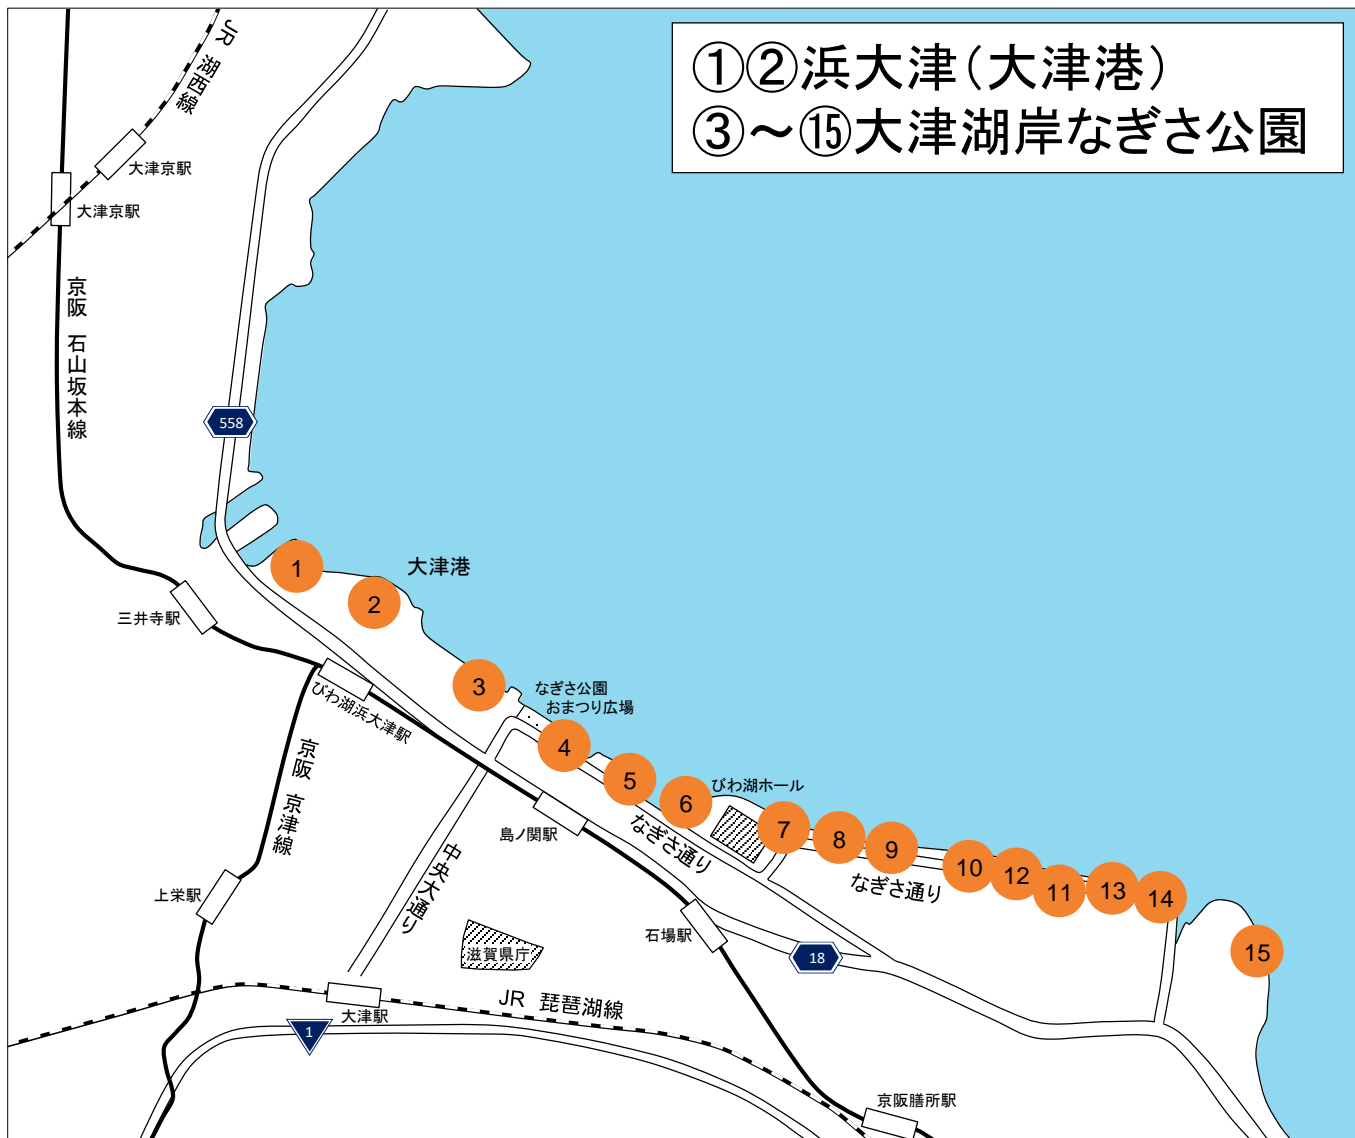 ①②浜大津(大津港)
③～⑮大津湖岸なぎさ公園
JR 湖西線
大津京駅
大津京駅
京阪 石山坂本線
558
1
大津港
2
三井寺駅
3
なぎさ公園
おまつり広場
びわ湖浜大津駅
4
京阪 京津線
5
6
びわ湖ホール
7
8
9
島ノ関駅
なぎさ通り
10
12
11
13
14
なぎさ通り
中央大通り
上栄駅
石場駅
15
滋賀県庁
18
JR 琵琶湖線
大津駅
1
京阪膳所駅